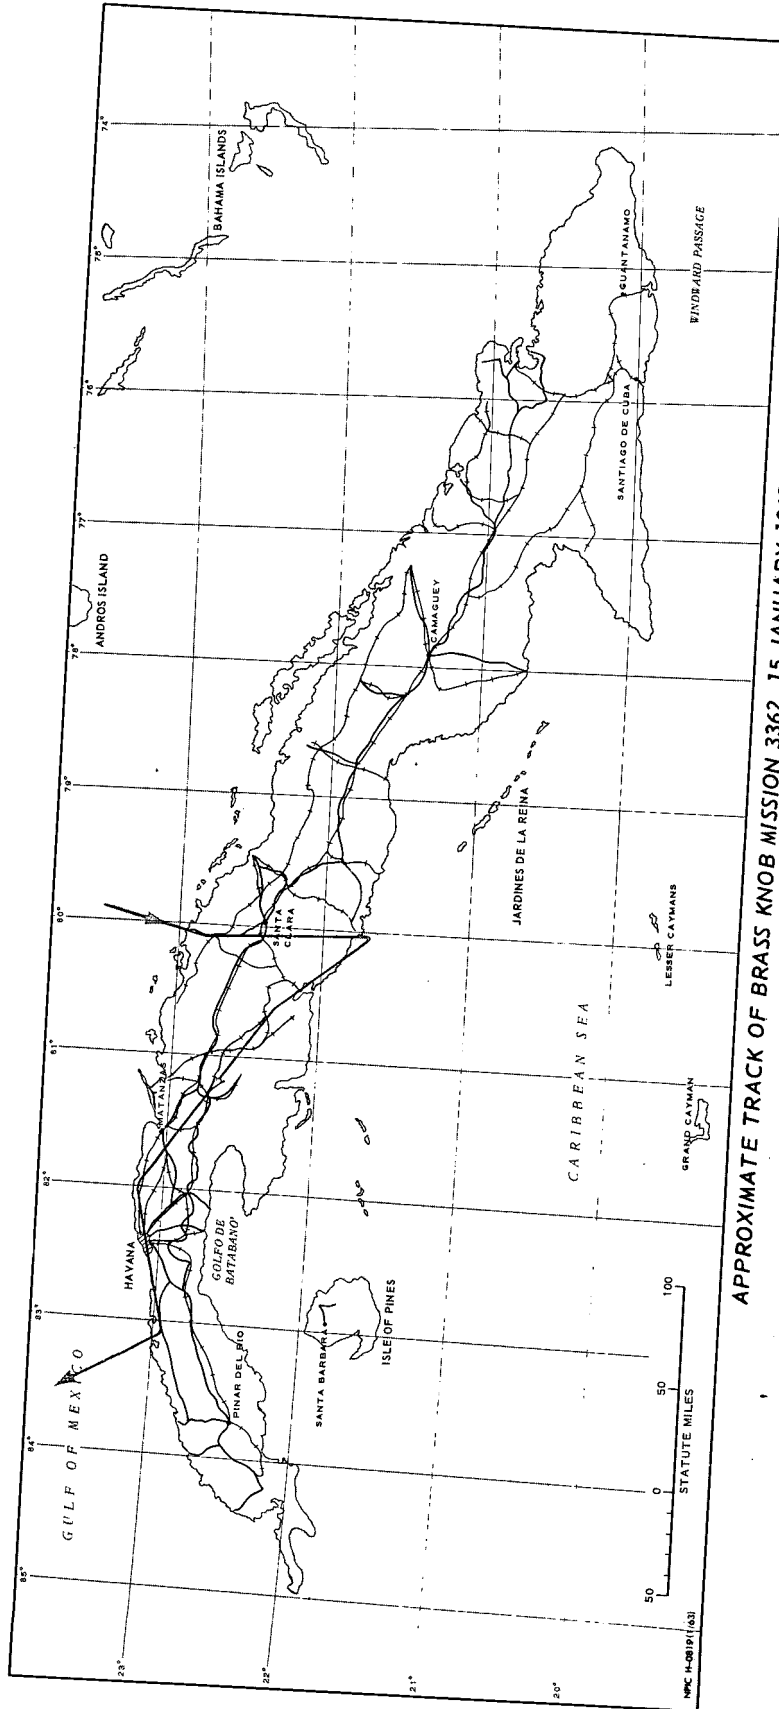 74°
75°
76°
77°
78°
79°
80°
81°
82°
83°
84°
85°
23°
22°
21°
20°
BAHAMA ISLANDS
ANDROS ISLAND
GULF OF MEXICO
HAVANA
MATANZAS
SANTA
CLARA
CAMAGUEY
GUANTANAMO
SANTIAGO DE CUBA
WINDWARD PASSAGE
PINAR DEL RIO
GOLFO DE
BATABANO'
SANTA BARBARA
ISLE OF PINES
JARDINES DE LA REINA
CARIBBEAN SEA
LESSER CAYMANS
GRAND CAYMAN
50 0 50 100
STATUTE MILES
NPIC H-0819 (1/63)
APPROXIMATE TRACK OF BRASS KNOB MISSION 3362, 15 JANUARY